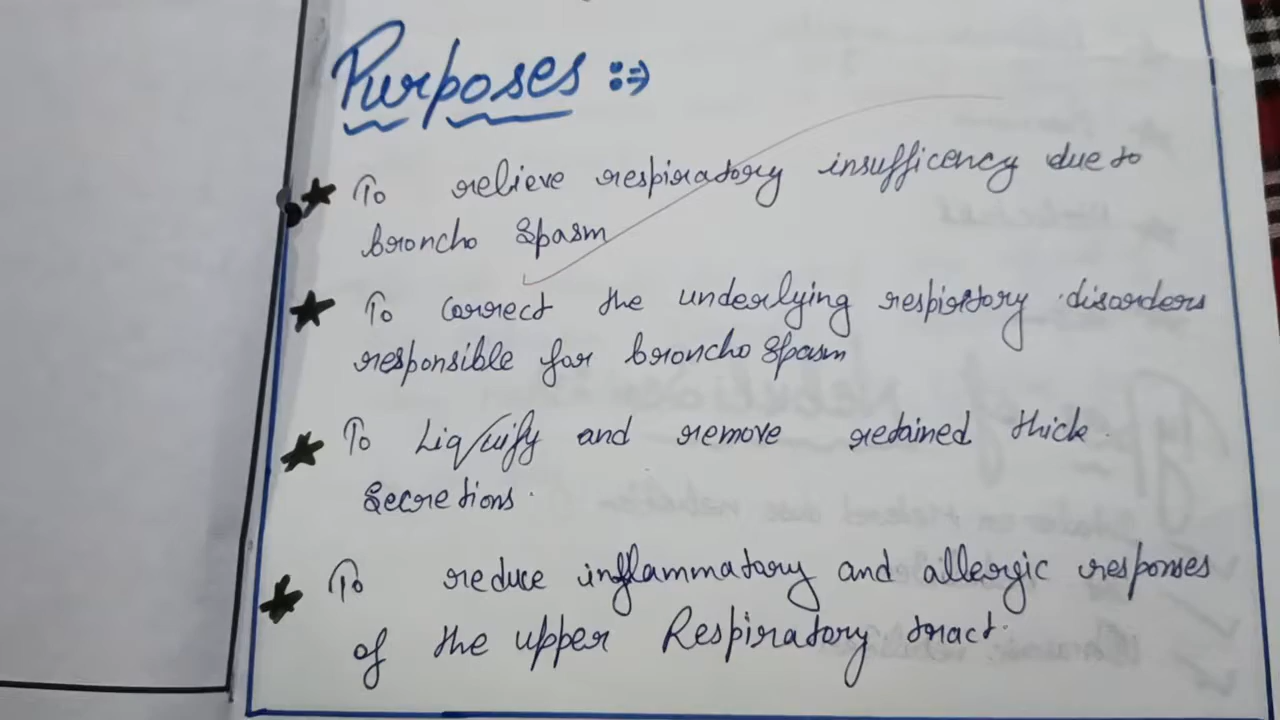 Purposes :⇒
★ To relieve respiratory insufficency due to
broncho spasm
★ To correct the underlying respirtory disorders
responsible for broncho spasm
★ To Liquify and remove retained thick
secretions.
★ To reduce inflammatory and allergic responses
of the upper Respiratory tract.